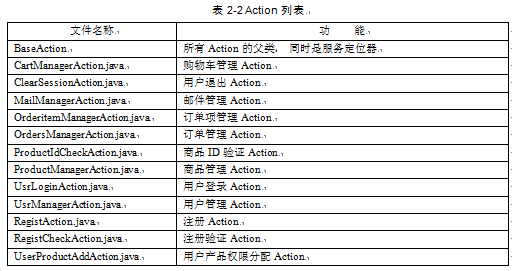 表 2-2 Action 列表
文件名称 功 能
BaseAction 所有 Action 的父类， 同时是服务定位器
CartManagerAction.java 购物车管理 Action
ClearSessionAction.java 用户退出 Action
MailManagerAction.java 邮件管理 Action
OrderitemManagerAction.java 订单项管理 Action
OrdersManagerAction.java 订单管理 Action
ProductIdCheckAction.java 商品 ID 验证 Action
ProductManagerAction.java 商品管理 Action
UsrLoginAction.java 用户登录 Action
UsrManagerAction.java 用户管理 Action
RegistAction.java 注册 Action
RegistCheckAction.java 注册验证 Action
UserProductAddAction.java 用户产品权限分配 Action